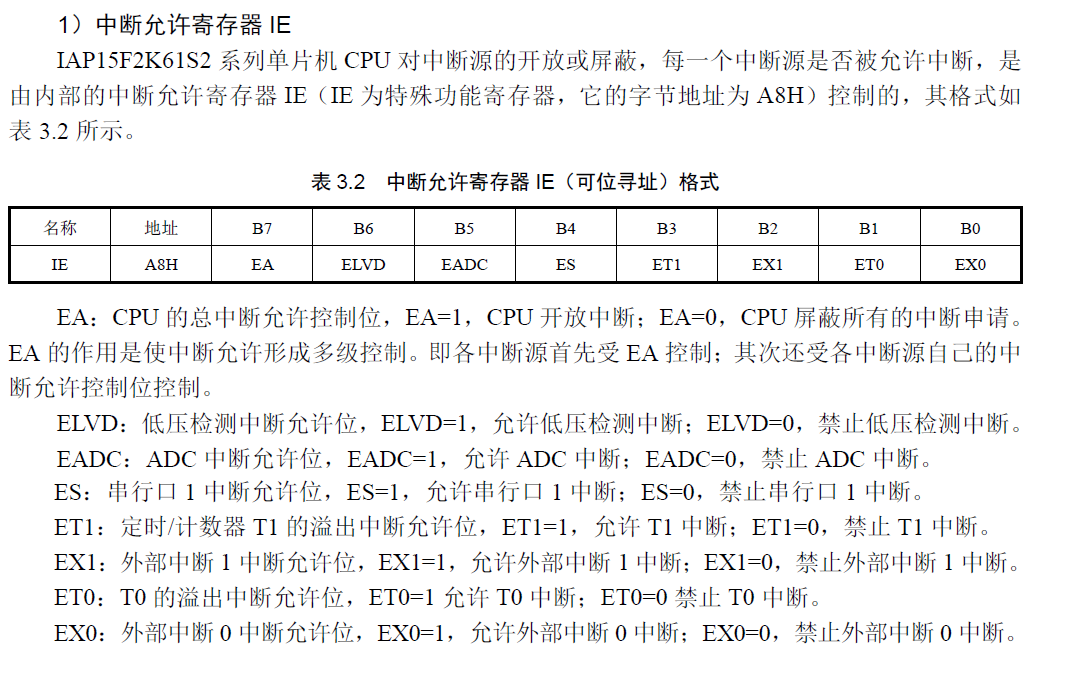 1）中断允许寄存器 IE
IAP15F2K61S2 系列单片机 CPU 对中断源的开放或屏蔽，每一个中断源是否被允许中断，是
由内部的中断允许寄存器 IE（IE 为特殊功能寄存器，它的字节地址为 A8H）控制的，其格式如
表 3.2 所示。
表 3.2 中断允许寄存器 IE（可位寻址）格式
名称 地址 B7 B6 B5 B4 B3 B2 B1 B0
IE A8H EA ELVD EADC ES ET1 EX1 ET0 EX0
EA：CPU 的总中断允许控制位，EA=1，CPU 开放中断；EA=0，CPU 屏蔽所有的中断申请。
EA 的作用是使中断允许形成多级控制。即各中断源首先受 EA 控制；其次还受各中断源自己的中
断允许控制位控制。
ELVD：低压检测中断允许位，ELVD=1，允许低压检测中断；ELVD=0，禁止低压检测中断。
EADC：ADC 中断允许位，EADC=1，允许 ADC 中断；EADC=0，禁止 ADC 中断。
ES：串行口 1 中断允许位，ES=1，允许串行口 1 中断；ES=0，禁止串行口 1 中断。
ET1：定时/计数器 T1 的溢出中断允许位，ET1=1，允许 T1 中断；ET1=0，禁止 T1 中断。
EX1：外部中断 1 中断允许位，EX1=1，允许外部中断 1 中断；EX1=0，禁止外部中断 1 中断。
ET0：T0 的溢出中断允许位，ET0=1 允许 T0 中断；ET0=0 禁止 T0 中断。
EX0：外部中断 0 中断允许位，EX0=1，允许外部中断 0 中断；EX0=0，禁止外部中断 0 中断。